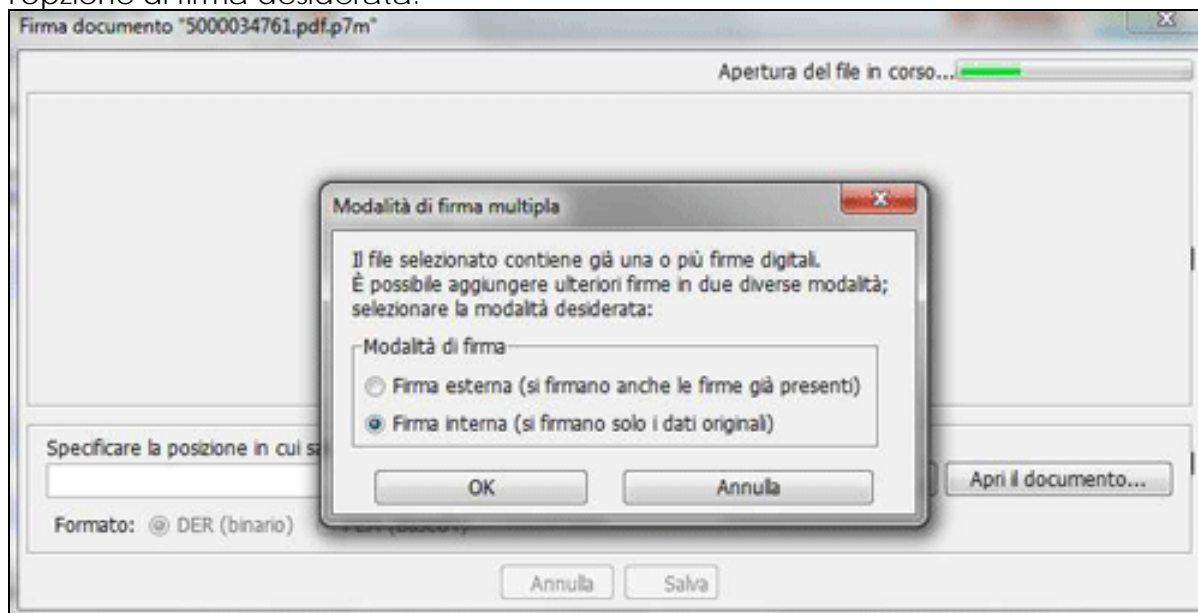 l'opzione di firma desiderata.
Firma documento "5000034761.pdf.p7m"
Apertura del file in corso...
Modalità di firma multipla
Il file selezionato contiene già una o più firme digitali.
È possibile aggiungere ulteriori firme in due diverse modalità;
selezionare la modalità desiderata:
Modalità di firma
Firma esterna (si firmano anche le firme già presenti)
Firma interna (si firmano solo i dati originali)
OK Annulla
Specificare la posizione in cui
Apri il documento...
Formato: DER (binario)
Annulla Salva